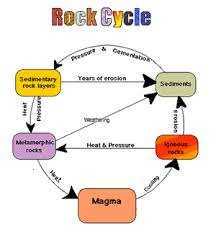 Rock Cycle
Pressure & Cementation
Sedimentary
rock layers
Years of erosion
Sediments
Heat
Pressure
Weathering
Erosion
Metamorphic
rocks
Heat & Pressure
Igneous
rocks
Heat
Cooling
Magma